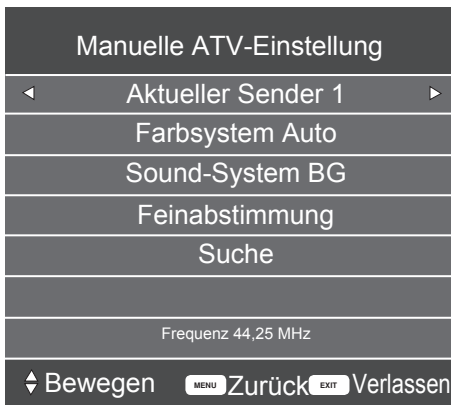 Manuelle ATV-Einstellung
Aktueller Sender 1
Farbsystem Auto
Sound-System BG
Feinabstimmung
Suche
Frequenz 44,25 MHz
Bewegen MENU Zurück EXIT Verlassen